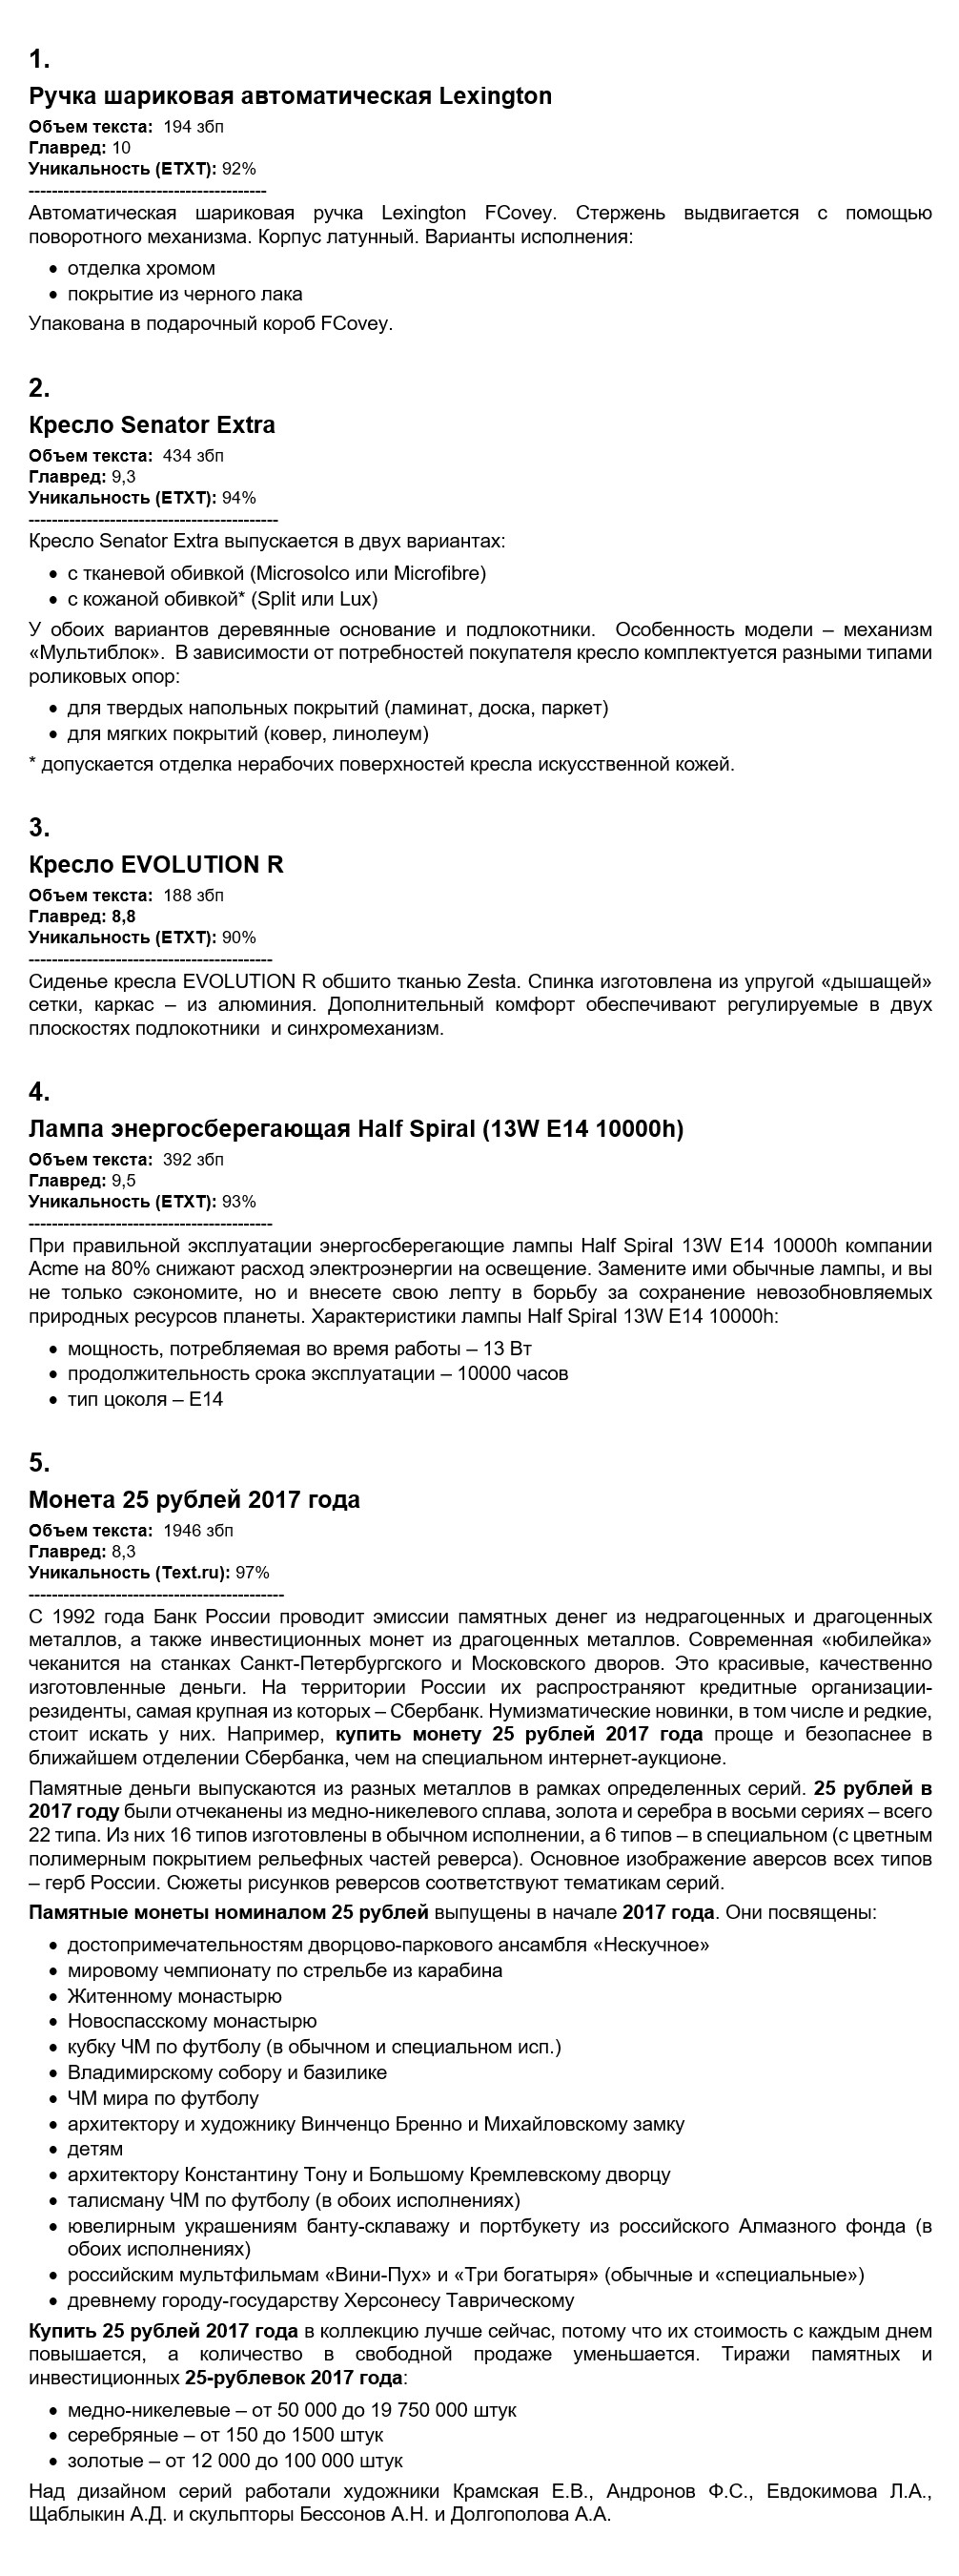 1.
Ручка шариковая автоматическая Lexington
Объем текста:  194 збп
Главред: 10
Уникальность (ETXT): 92%
-----------------------------------------
Автоматическая шариковая ручка Lexington FCovey. Стержень выдвигается с помощью
поворотного механизма. Корпус латунный. Варианты исполнения:
• отделка хромом
• покрытие из черного лака
Упакована в подарочный короб FCovey.
2.
Кресло Senator Extra
Объем текста:  434 збп
Главред: 9,3
Уникальность (ETXT): 94%
-------------------------------------------
Кресло Senator Extra выпускается в двух вариантах:
• с тканевой обивкой (Microsolco или Microfibre)
• с кожаной обивкой* (Split или Lux)
У обоих вариантов деревянные основание и подлокотники.  Особенность модели – механизм
«Мультиблок».  В зависимости от потребностей покупателя кресло комплектуется разными типами
роликовых опор:
• для твердых напольных покрытий (ламинат, доска, паркет)
• для мягких покрытий (ковер, линолеум)
* допускается отделка нерабочих поверхностей кресла искусственной кожей.
3.
Кресло EVOLUTION R
Объем текста:  188 збп
Главред: 8,8
Уникальность (ETXT): 90%
------------------------------------------
Сиденье кресла EVOLUTION R обшито тканью Zesta. Спинка изготовлена из упругой «дышащей»
сетки, каркас – из алюминия. Дополнительный комфорт обеспечивают регулируемые в двух
плоскостях подлокотники  и синхромеханизм.
4.
Лампа энергосберегающая Half Spiral (13W E14 10000h)
Объем текста:  392 збп
Главред: 9,5
Уникальность (ETXT): 93%
------------------------------------------
При правильной эксплуатации энергосберегающие лампы Half Spiral 13W E14 10000h компании
Acme на 80% снижают расход электроэнергии на освещение. Замените ими обычные лампы, и вы
не только сэкономите, но и внесете свою лепту в борьбу за сохранение невозобновляемых
природных ресурсов планеты. Характеристики лампы Half Spiral 13W E14 10000h:
• мощность, потребляемая во время работы – 13 Вт
• продолжительность срока эксплуатации – 10000 часов
• тип цоколя – E14
5.
Монета 25 рублей 2017 года
Объем текста:  1946 збп
Главред: 8,3
Уникальность (Text.ru): 97%
--------------------------------------------
С 1992 года Банк России проводит эмиссии памятных денег из недрагоценных и драгоценных
металлов, а также инвестиционных монет из драгоценных металлов. Современная «юбилейка»
чеканится на станках Санкт-Петербургского и Московского дворов. Это красивые, качественно
изготовленные деньги. На территории России их распространяют кредитные организации-
резиденты, самая крупная из которых – Сбербанк. Нумизматические новинки, в том числе и редкие,
стоит искать у них. Например, купить монету 25 рублей 2017 года проще и безопаснее в
ближайшем отделении Сбербанка, чем на специальном интернет-аукционе.
Памятные деньги выпускаются из разных металлов в рамках определенных серий. 25 рублей в
2017 году были отчеканены из медно-никелевого сплава, золота и серебра в восьми сериях – всего
22 типа. Из них 16 типов изготовлены в обычном исполнении, а 6 типов – в специальном (с цветным
полимерным покрытием рельефных частей реверса). Основное изображение аверсов всех типов
– герб России. Сюжеты рисунков реверсов соответствуют тематикам серий.
Памятные монеты номиналом 25 рублей выпущены в начале 2017 года. Они посвящены:
• достопримечательностям дворцово-паркового ансамбля «Нескучное»
• мировому чемпионату по стрельбе из карабина
• Житенному монастырю
• Новоспасскому монастырю
• кубку ЧМ по футболу (в обычном и специальном исп.)
• Владимирскому собору и базилике
• ЧМ мира по футболу
• архитектору и художнику Винченцо Бренно и Михайловскому замку
• детям
• архитектору Константину Тону и Большому Кремлевскому дворцу
• талисману ЧМ по футболу (в обоих исполнениях)
• ювелирным украшениям банту-склаважу и портбукету из российского Алмазного фонда (в
обоих исполнениях)
• российским мультфильмам «Вини-Пух» и «Три богатыря» (обычные и «специальные»)
• древнему городу-государству Херсонесу Таврическому
Купить 25 рублей 2017 года в коллекцию лучше сейчас, потому что их стоимость с каждым днем
повышается, а количество в свободной продаже уменьшается. Тиражи памятных и
инвестиционных 25-рублевок 2017 года:
• медно-никелевые – от 50 000 до 19 750 000 штук
• серебряные – от 150 до 1500 штук
• золотые – от 12 000 до 100 000 штук
Над дизайном серий работали художники Крамская Е.В., Андронов Ф.С., Евдокимова Л.А.,
Щаблыкин А.Д. и скульпторы Бессонов А.Н. и Долгополова А.А.